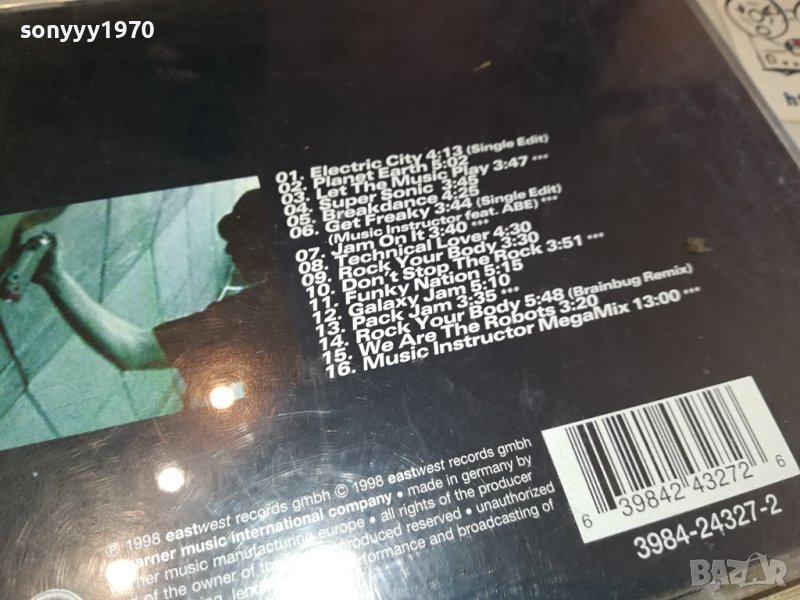 sonyyy1970
01. Electric City 4:13 (Single Edit)
02. Planet Earth 5:02
03. Let The Music Play 3:47 •••
04. Super Sonic 3:48
05. Breakdance 4:25
06. Get Freaky 3:44 (Single Edit)
(Music Instructor feat. ABE) •••
07. Jam On It 3:40 •••
08. Technical Lover 4:30
09. Rock Your Body 3:30
10. Don't Stop The Rock 3:51 •••
11. Funky Nation 5:15
12. Galaxy Jam 5:10
13. Pack Jam 3:35 •••
14. Rock Your Body 5:48 (Brainbug Remix)
15. We Are The Robots 3:20
16. Music Instructor MegaMix 13:00 •••
℗ 1998 eastwest records gmbh © 1998 eastwest records gmbh
warner music international company • made in germany by
music manufacturing europe • all rights of the producer
of the owner of the reproduced reserved • unauthorized
performance and broadcasting of
6 39842 43272 6
3984-24327-2
BAZAR